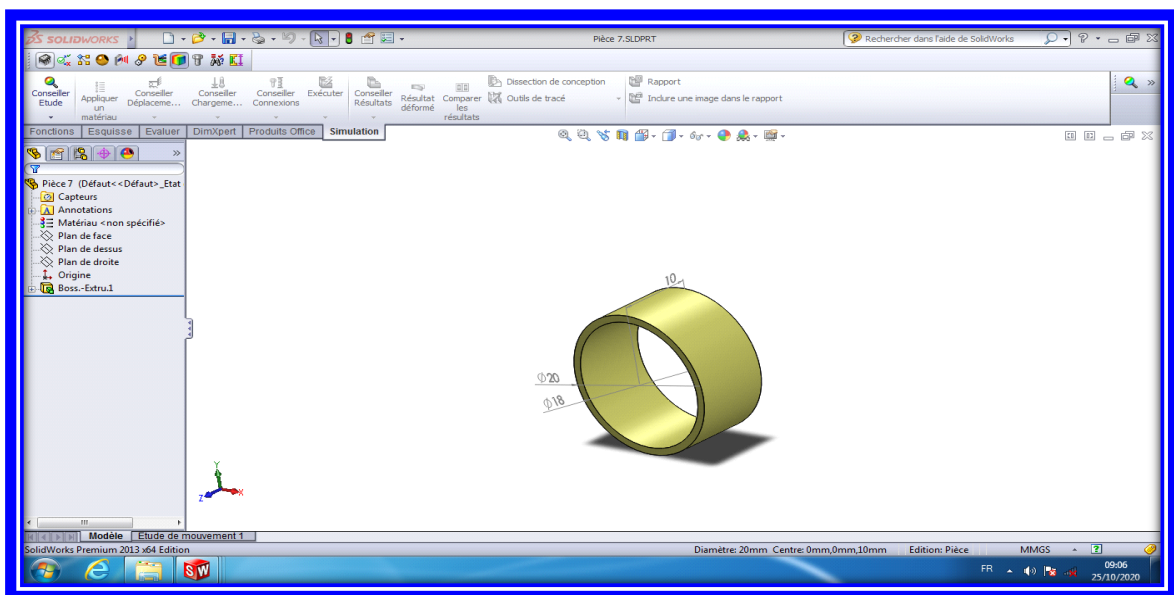 SOLIDWORKS
Pièce 7.SLDPRT
Rechercher dans l'aide de SolidWorks
Conseiller Etude
Appliquer un matériau
Conseiller Déplaceme...
Conseiller Chargeme...
Conseiller Connexions
Exécuter
Conseiller Résultats
Résultat déformé
Comparer les résultats
Dissection de conception
Outils de tracé
Rapport
Indure une image dans le rapport
Fonctions
Esquisse
Evaluer
DimXpert
Produits Office
Simulation
Pièce 7 (Défaut<<Défaut>_Etat
Capteurs
Annotations
Matériau <non spécifié>
Plan de face
Plan de dessus
Plan de droite
Origine
Boss.-Extru.1
10
Ø20
Ø18
Y
Z
X
Modèle
Etude de mouvement 1
SolidWorks Premium 2013 x64 Edition
Diamètre: 20mm Centre: 0mm,0mm,10mm
Edition: Pièce
MMGS
FR
09:06
25/10/2020